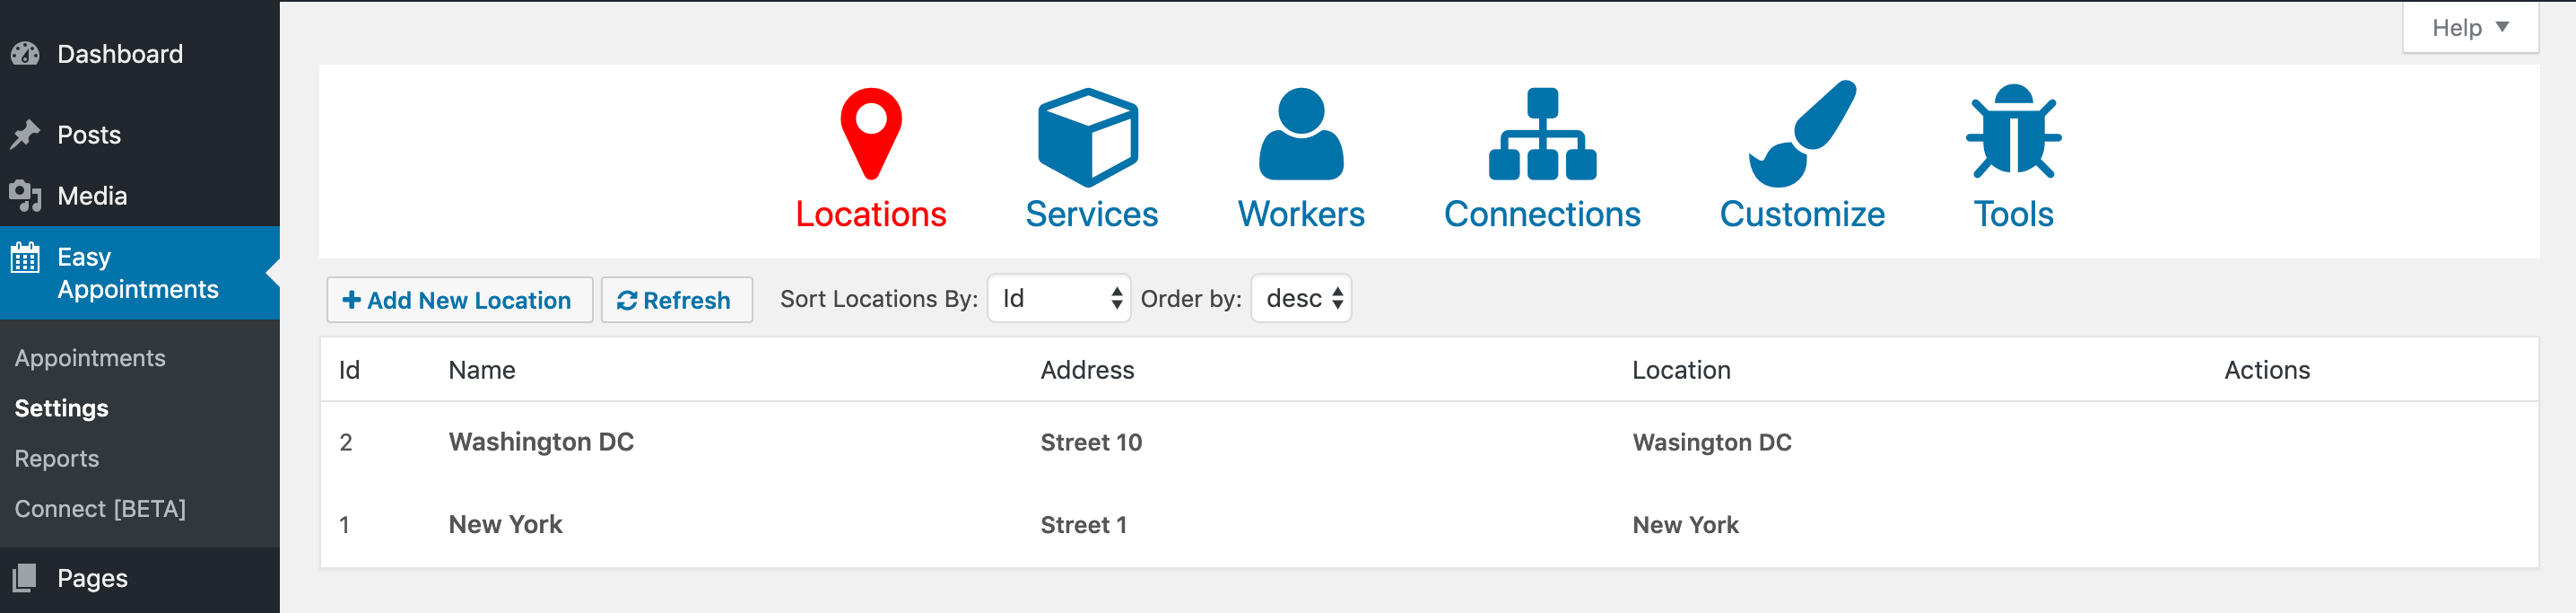 Dashboard
Posts
Media
Easy
Appointments
Appointments
Settings
Reports
Connect [BETA]
Pages
Help
Locations Services Workers Connections Customize Tools
Add New Location Refresh Sort Locations By: Id Order by: desc
Id Name Address Location Actions
2 Washington DC Street 10 Wasington DC
1 New York Street 1 New York